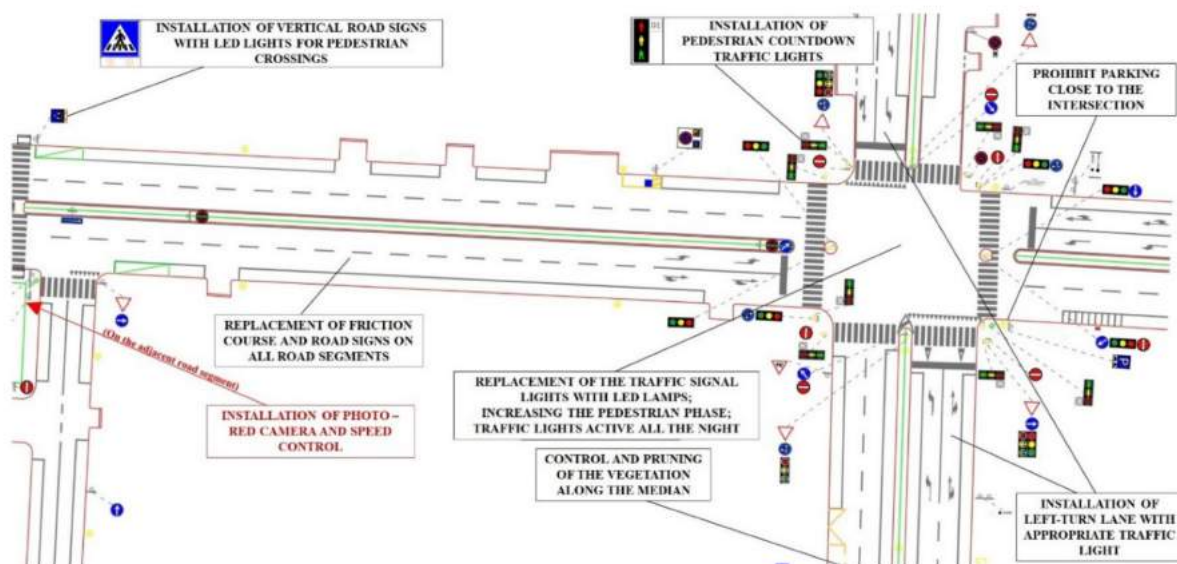 INSTALLATION OF VERTICAL ROAD SIGNS
WITH LED LIGHTS FOR PEDESTRIAN
CROSSINGS
INSTALLATION OF
PEDESTRIAN COUNTDOWN
TRAFFIC LIGHTS
PROHIBIT PARKING
CLOSE TO THE
INTERSECTION
REPLACEMENT OF FRICTION
COURSE AND ROAD SIGNS ON
ALL ROAD SEGMENTS
(On the adjacent road segment)
INSTALLATION OF PHOTO –
RED CAMERA AND SPEED
CONTROL
REPLACEMENT OF THE TRAFFIC SIGNAL
LIGHTS WITH LED LAMPS;
INCREASING THE PEDESTRIAN PHASE;
TRAFFIC LIGHTS ACTIVE ALL THE NIGHT
CONTROL AND PRUNING
OF THE VEGETATION
ALONG THE MEDIAN
P
INSTALLATION OF
LEFT-TURN LANE WITH
APPROPRIATE TRAFFIC
LIGHT